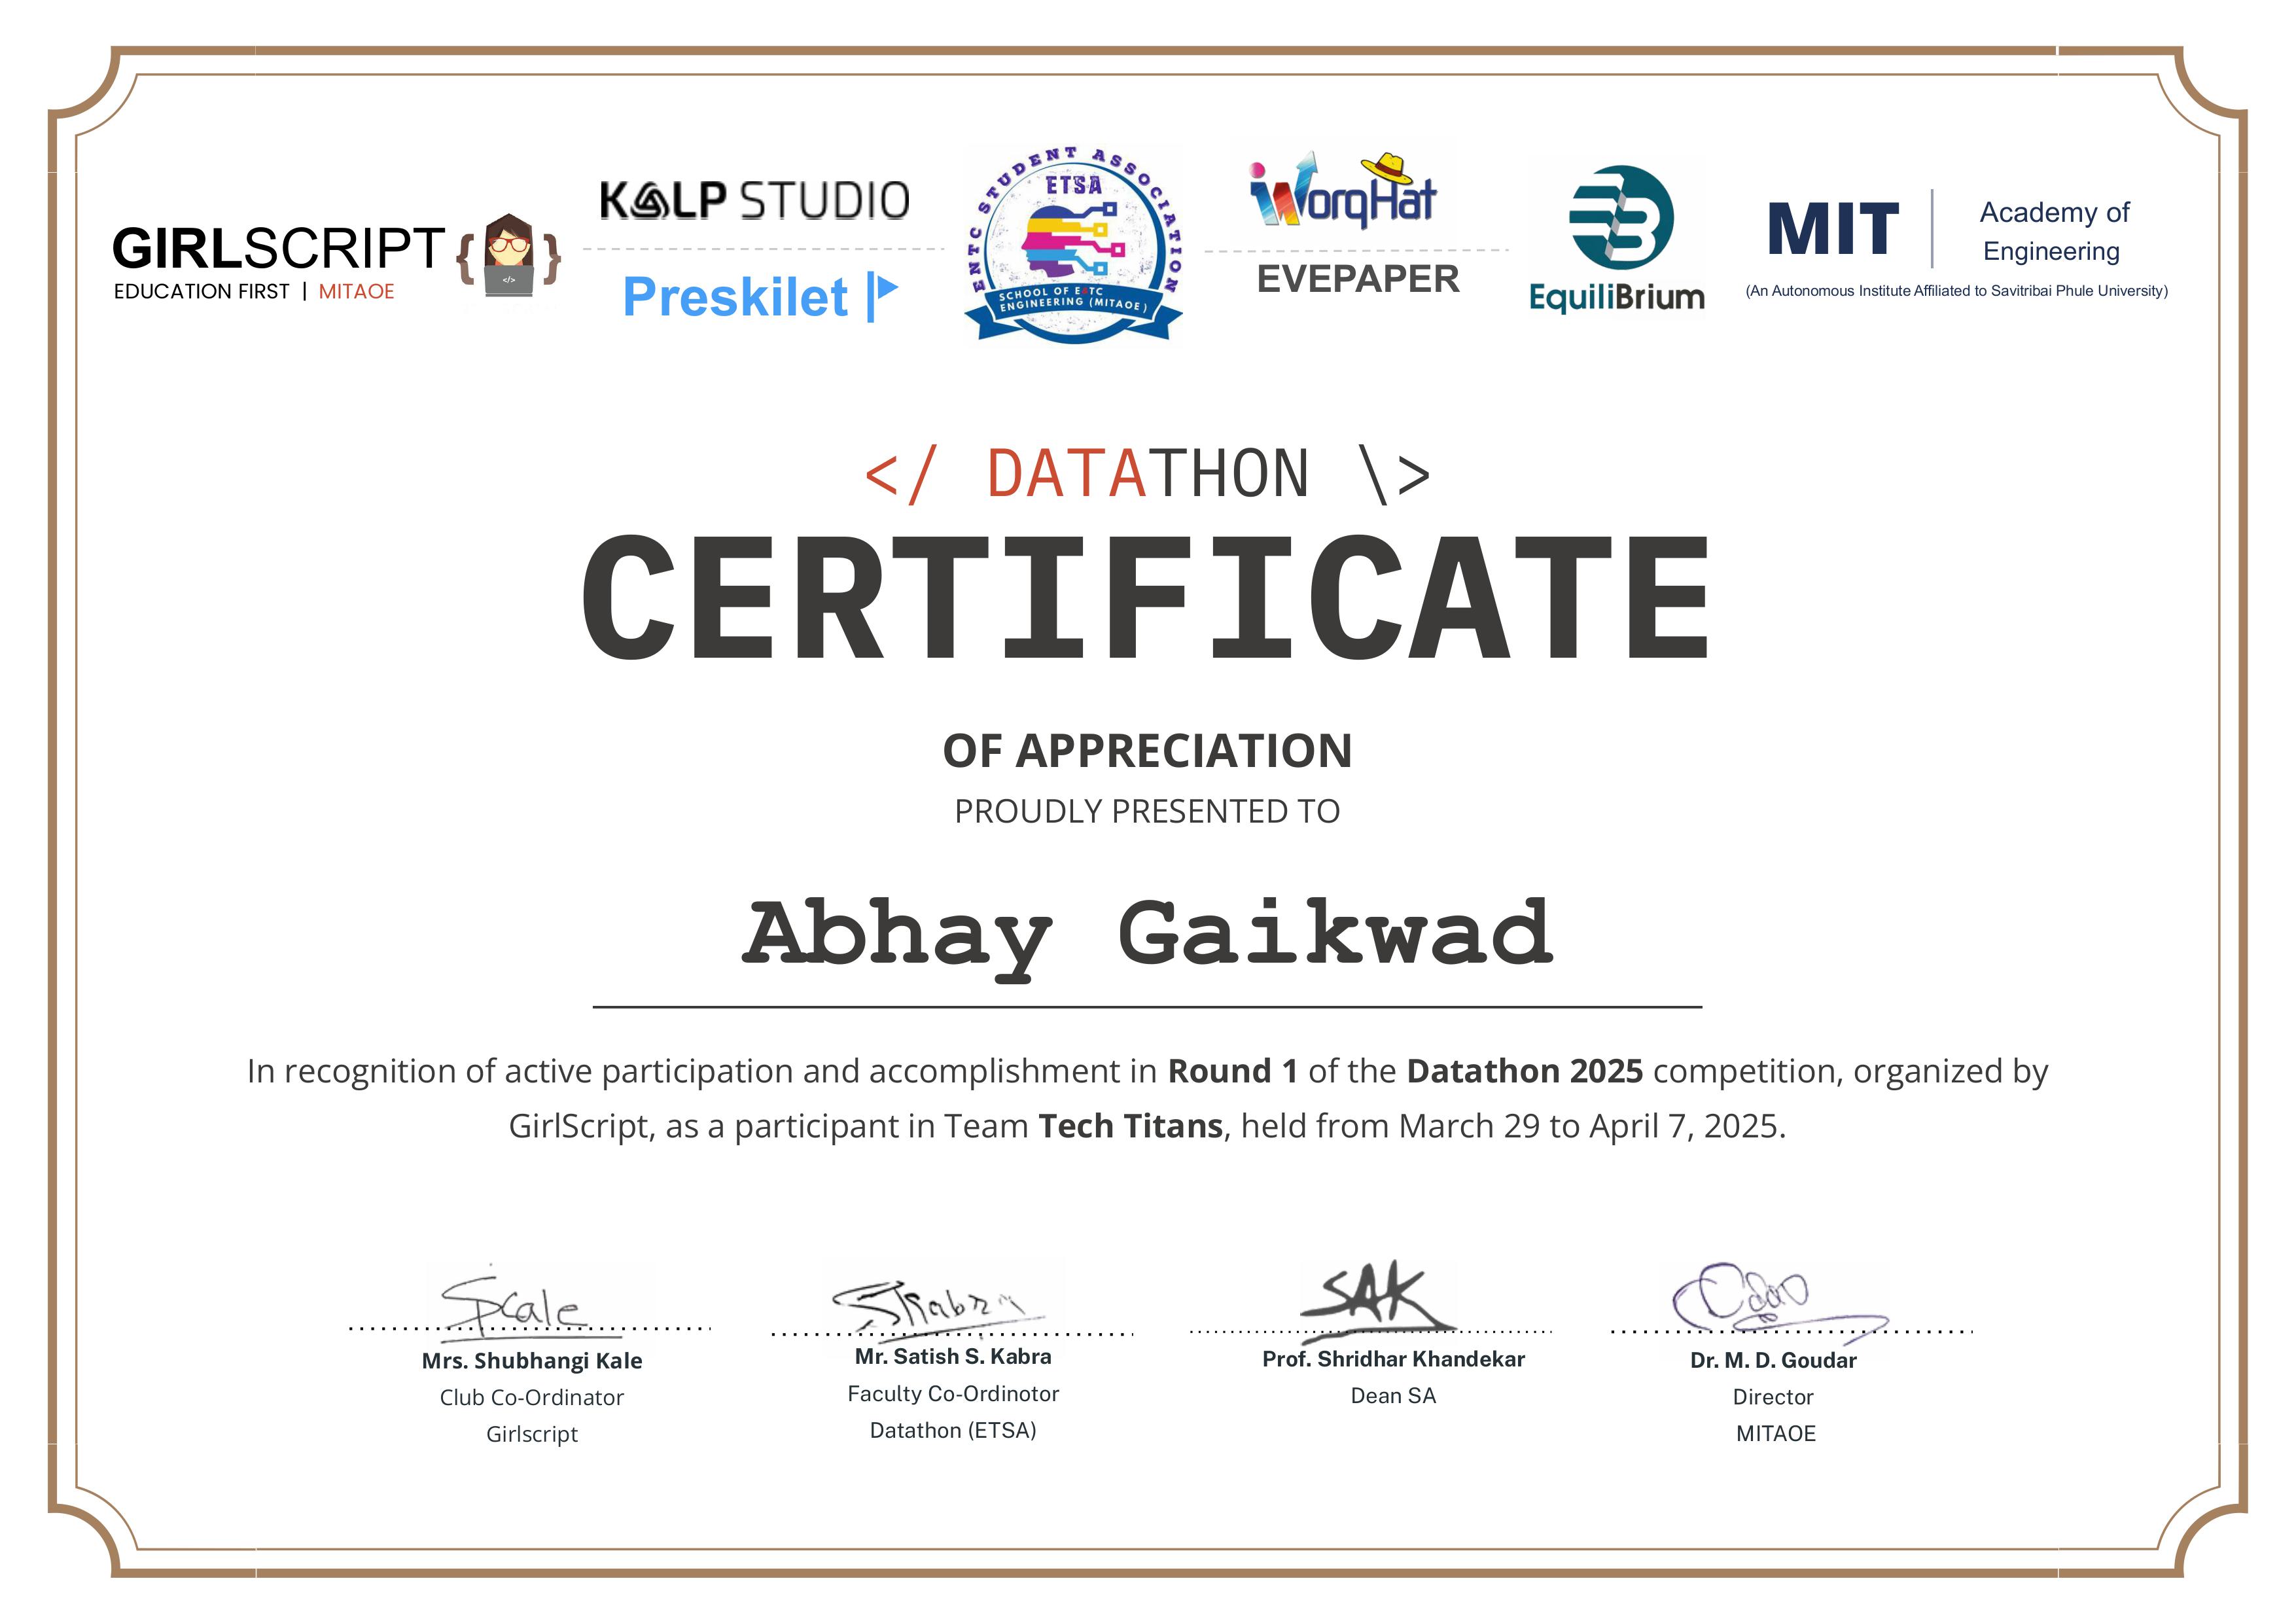 GIRLSCRIPT
EDUCATION FIRST | MITAOE
</>
KALP STUDIO
Preskilet
ENTC STUDENT ASSOCIATION
ETSA
SCHOOL OF E&TC
ENGINEERING (MITAOE)
iWorqHat
EVEPAPER
EquiliBrium
MIT
Academy of
Engineering
(An Autonomous Institute Affiliated to Savitribai Phule University)
</ DATATHON \>
CERTIFICATE
OF APPRECIATION
PROUDLY PRESENTED TO
Abhay Gaikwad
In recognition of active participation and accomplishment in Round 1 of the Datathon 2025 competition, organized by
GirlScript, as a participant in Team Tech Titans, held from March 29 to April 7, 2025.
SAK
Mrs. Shubhangi Kale
Club Co-Ordinator
Girlscript
Mr. Satish S. Kabra
Faculty Co-Ordinotor
Datathon (ETSA)
Prof. Shridhar Khandekar
Dean SA
Dr. M. D. Goudar
Director
MITAOE